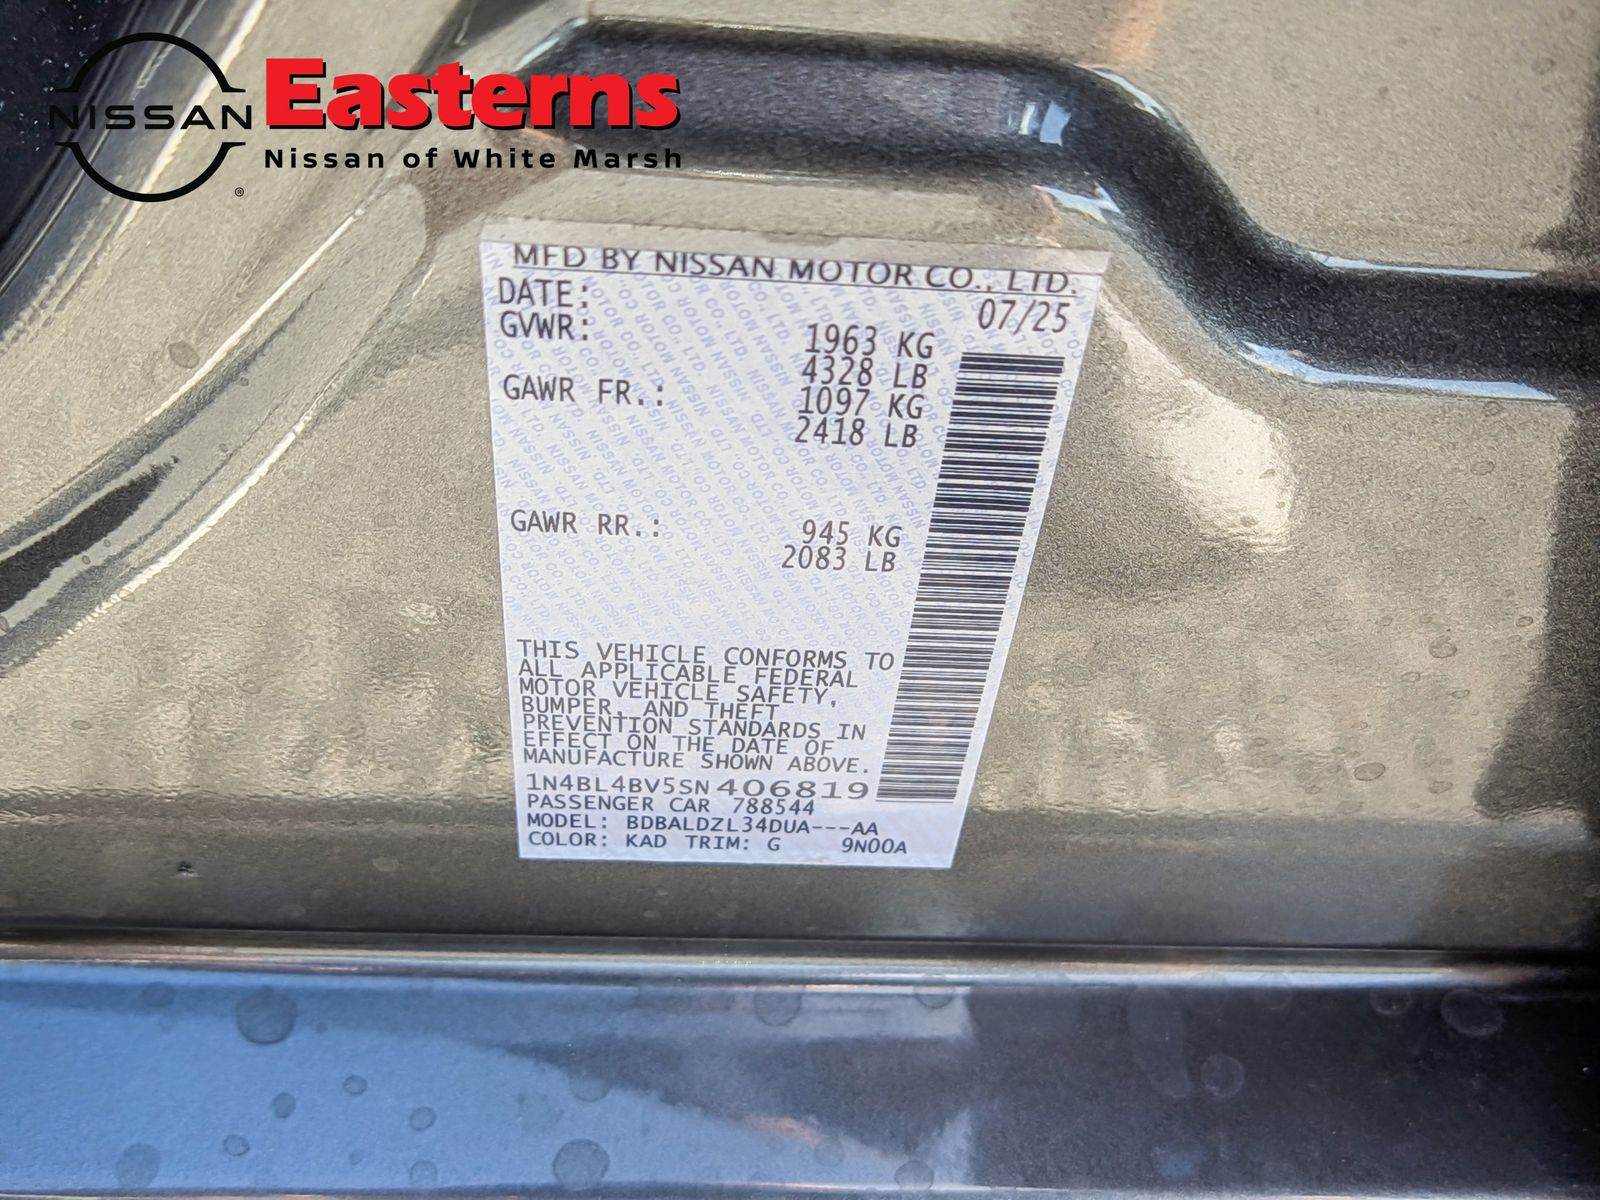 NISSAN
®
Easterns
Nissan of White Marsh
MFD BY NISSAN MOTOR CO., LTD.
DATE: 07/25
GVWR: 1963 KG
4328 LB
GAWR FR.: 1097 KG
2418 LB
GAWR RR.: 945 KG
2083 LB
THIS VEHICLE CONFORMS TO
ALL APPLICABLE FEDERAL
MOTOR VEHICLE SAFETY,
BUMPER, AND THEFT
PREVENTION STANDARDS IN
EFFECT ON THE DATE OF
MANUFACTURE SHOWN ABOVE.
1N4BL4BV5SN406819
PASSENGER CAR 788544
MODEL: BDBALDZL34DUA---AA
COLOR: KAD TRIM: G 9N00A